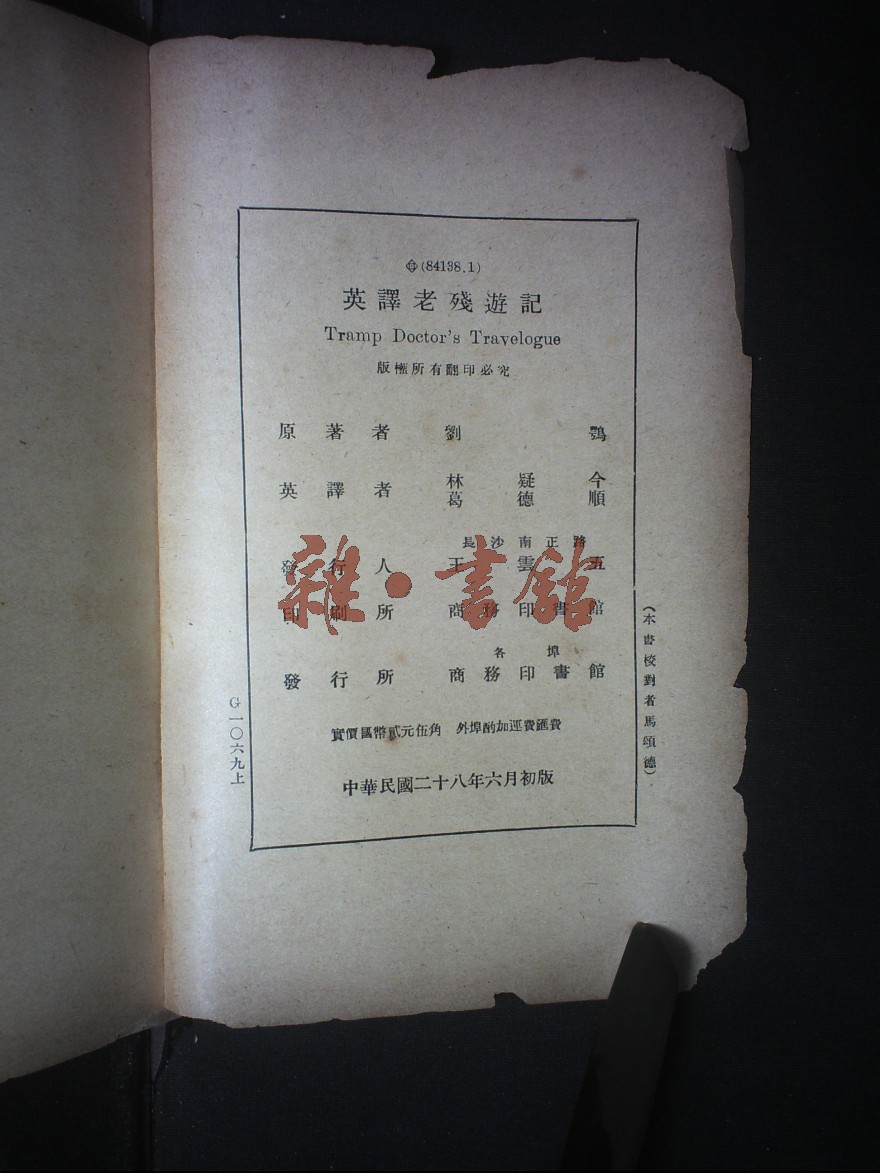 (84138.1)
英譯老殘遊記
Tramp Doctor's Travelogue
版權所有翻印必究
原著者 劉鶚
英譯者 林疑今
葛德順
長沙南正路
發行人 王雲五
印刷所 商務印書館
各埠
發行所 商務印書館
實價國幣貳元伍角 外埠酌加運費匯費
中華民國二十八年六月初版
(本書校對者馬頌德)
G一〇六九上
雜·書館